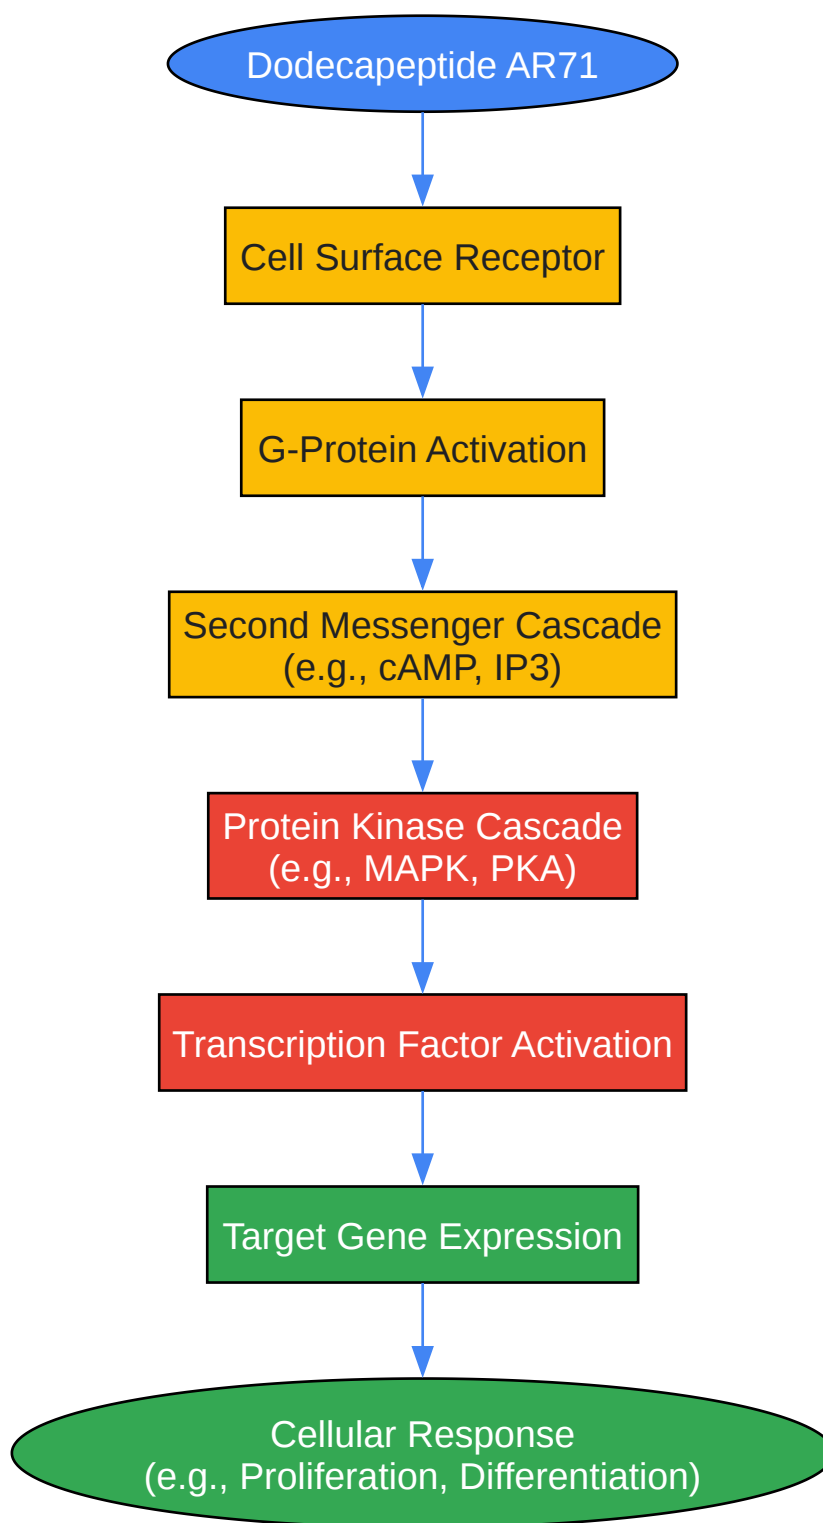 Dodecapeptide AR71
Cell Surface Receptor
G-Protein Activation
Second Messenger Cascade
(e.g., cAMP, IP3)
Protein Kinase Cascade
(e.g., MAPK, PKA)
Transcription Factor Activation
Target Gene Expression
Cellular Response
(e.g., Proliferation, Differentiation)